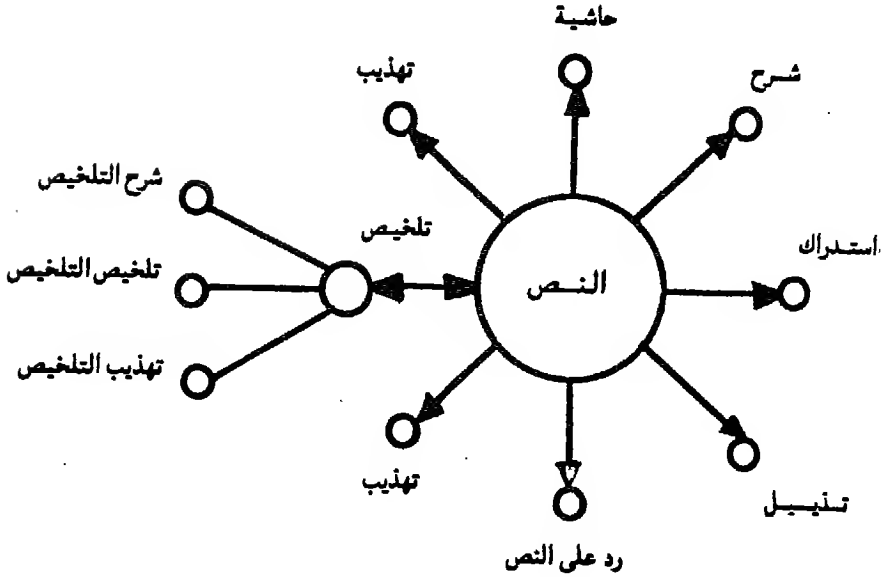 حاشية
شرح
تهذيب
شرح التلخيص
تلخيص
استدراك
تلخيص التلخيص
النص
تهذيب التلخيص
تهذيب
تذييل
رد على النص